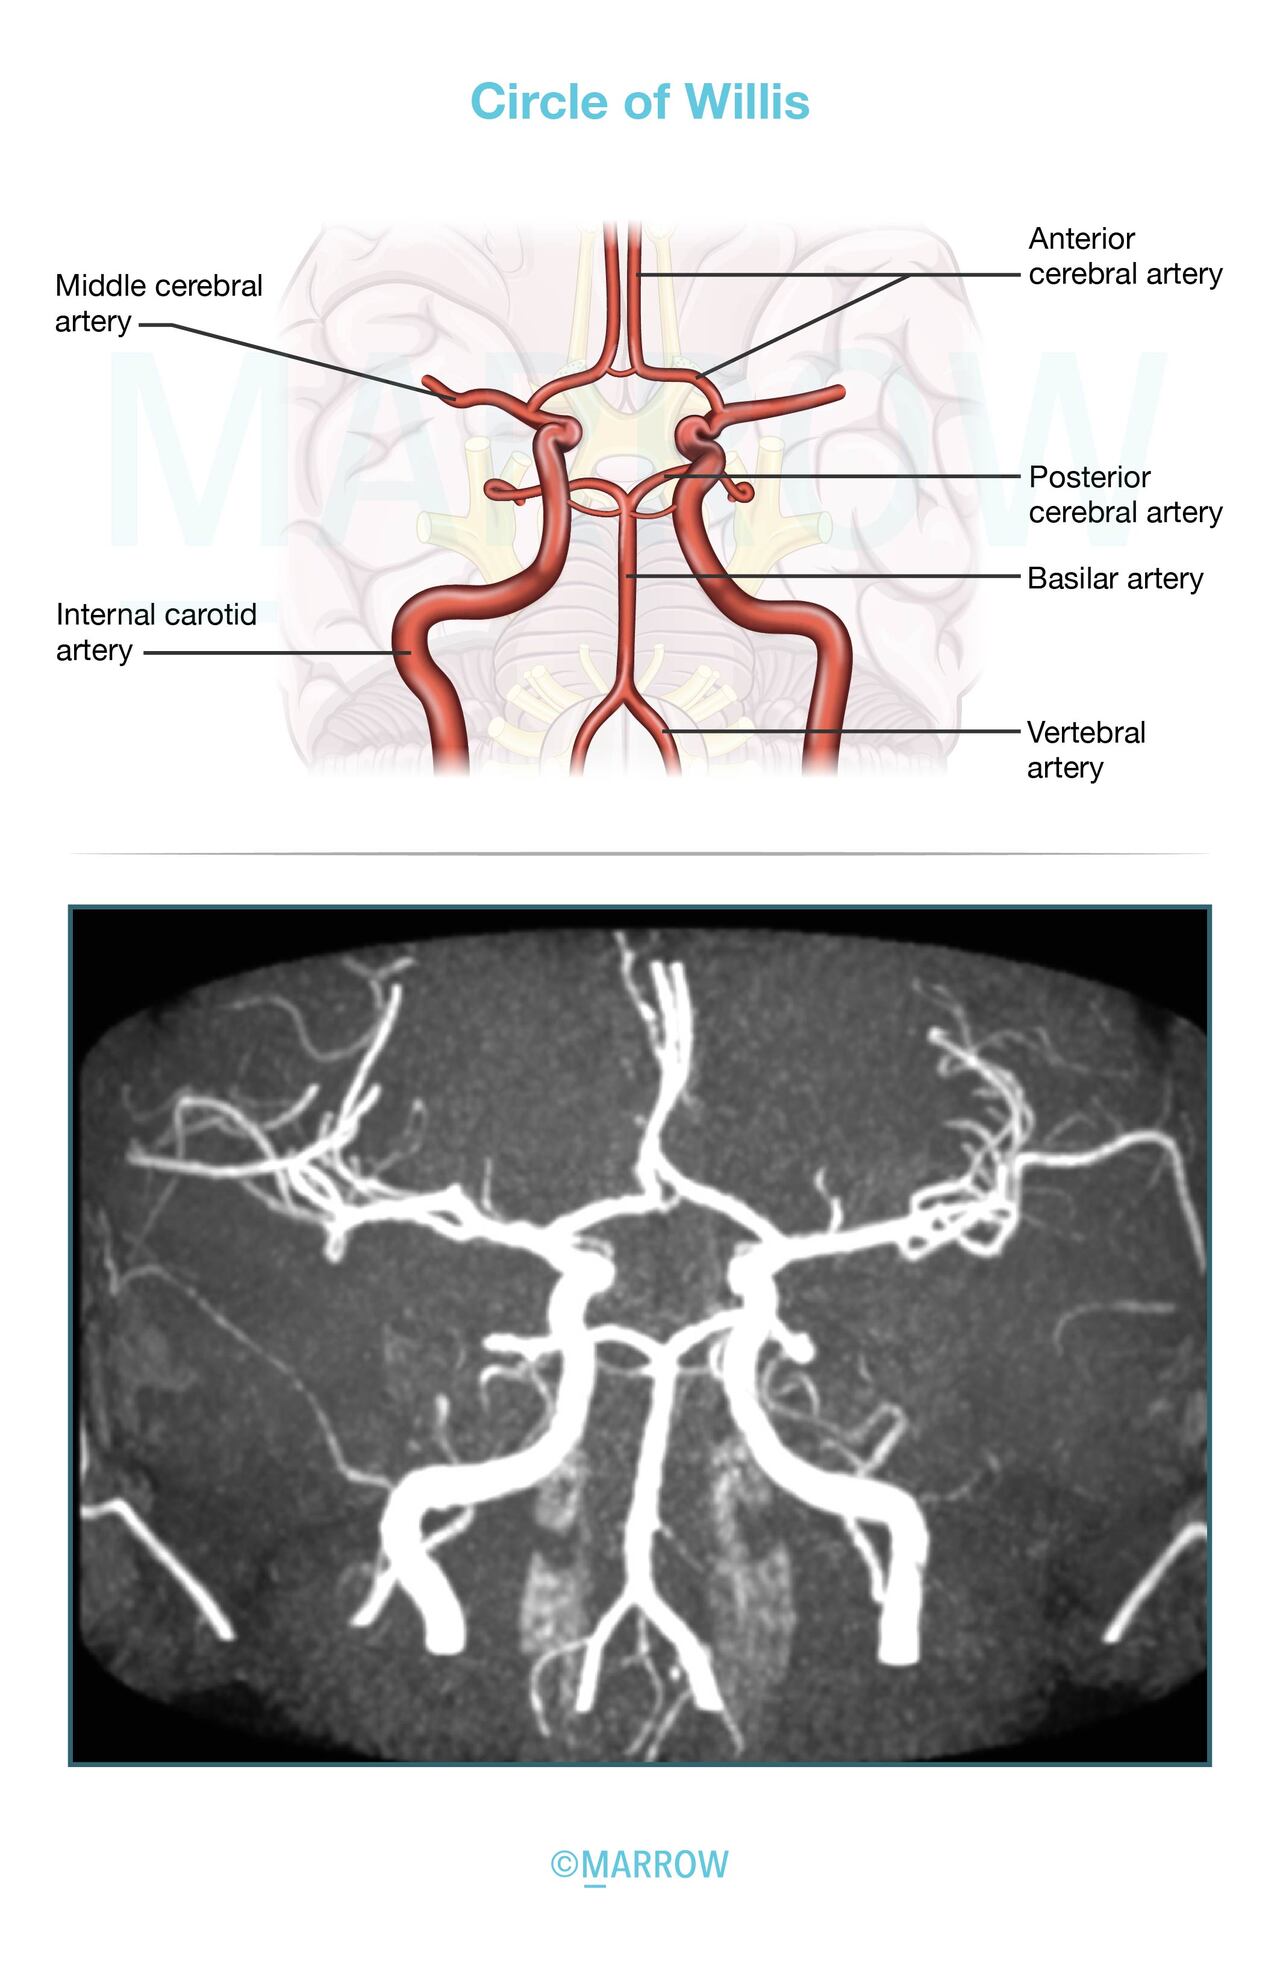 Circle of Willis
Anterior
cerebral artery
Middle cerebral
artery
Posterior
cerebral artery
Basilar artery
Internal carotid
artery
Vertebral
artery
MARROW
©MARROW